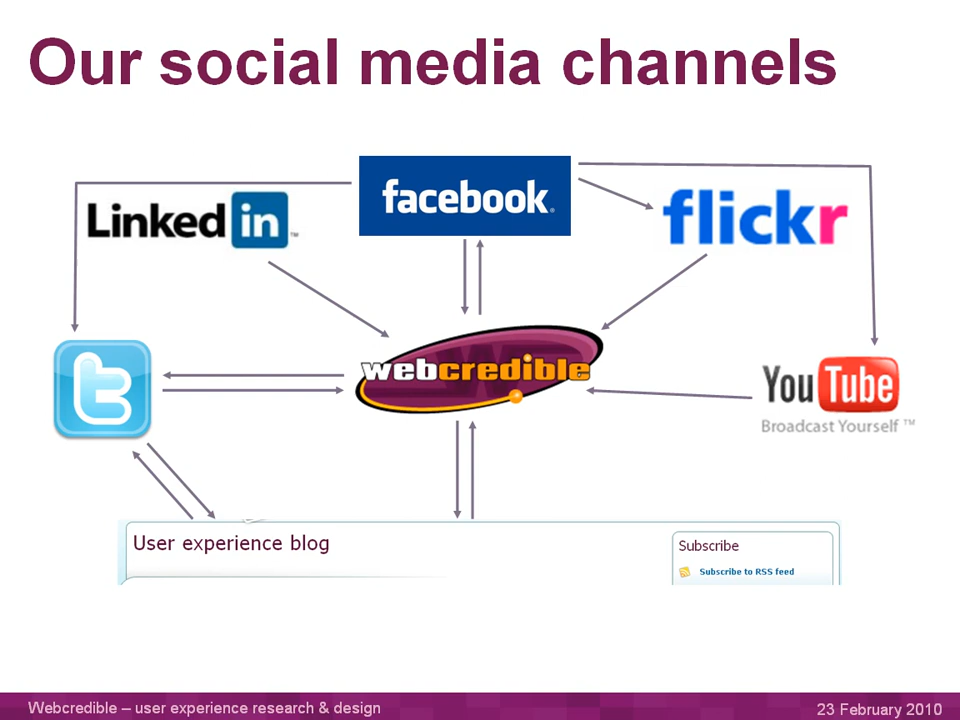 Our social media channels
Linked in ™
facebook®
flickr
webcredible
You Tube
Broadcast Yourself ™
User experience blog
Subscribe
Subscribe to RSS feed
Webcredible – user experience research & design
23 February 2010